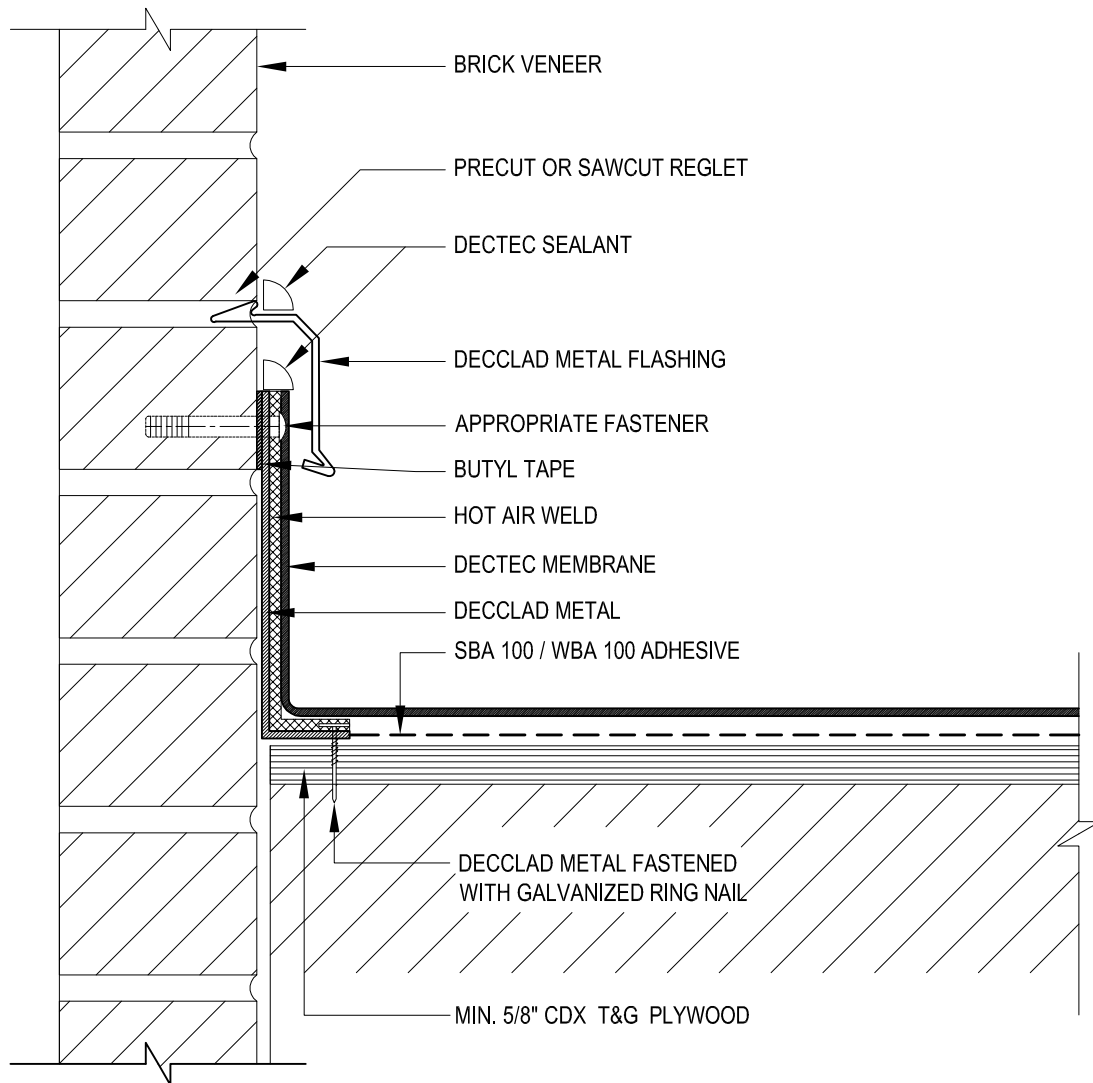 BRICK VENEER
PRECUT OR SAWCUT REGLET
DECTEC SEALANT
DECCLAD METAL FLASHING
APPROPRIATE FASTENER
BUTYL TAPE
HOT AIR WELD
DECTEC MEMBRANE
DECCLAD METAL
SBA 100 / WBA 100 ADHESIVE
DECCLAD METAL FASTENED
WITH GALVANIZED RING NAIL
MIN. 5/8" CDX T&G PLYWOOD